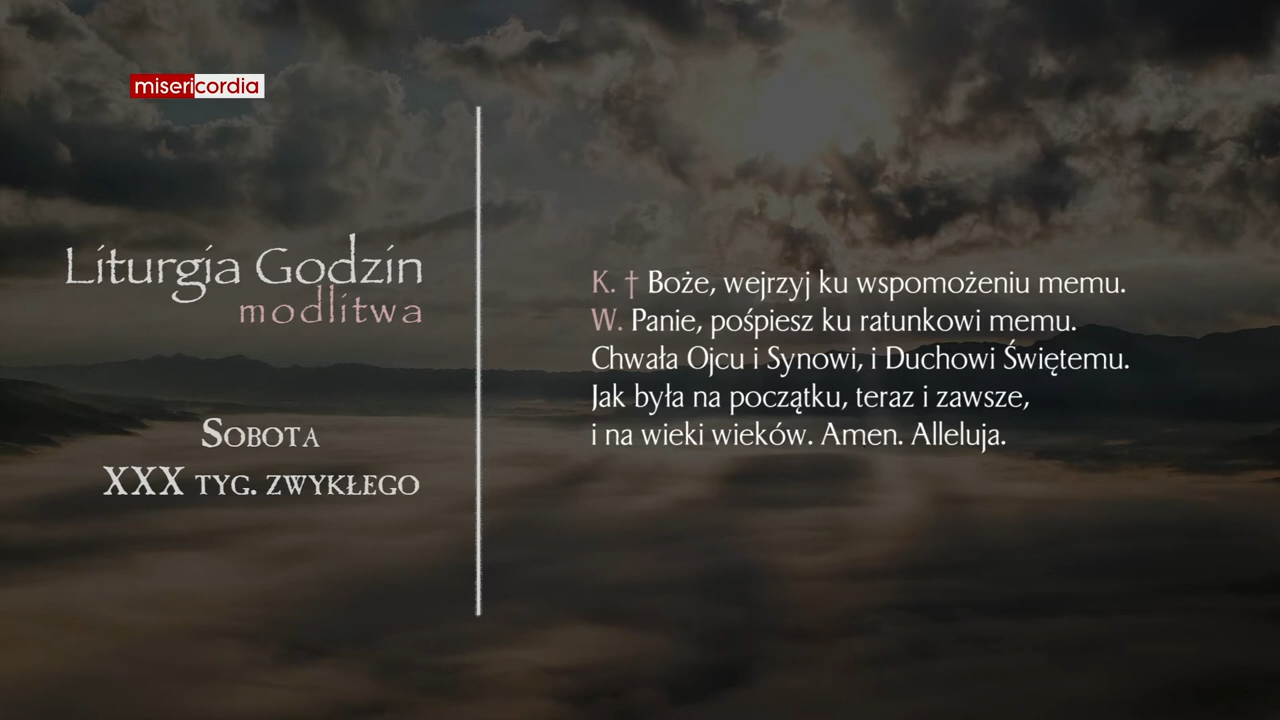 misericordia
Liturgia Godzin
modlitwa
Sobota
XXX tyg. zwykłego
K. † Boże, wejrzyj ku wspomożeniu memu.
W. Panie, pośpiesz ku ratunkowi memu.
Chwała Ojcu i Synowi, i Duchowi Świętemu.
Jak była na początku, teraz i zawsze,
i na wieki wieków. Amen. Alleluja.